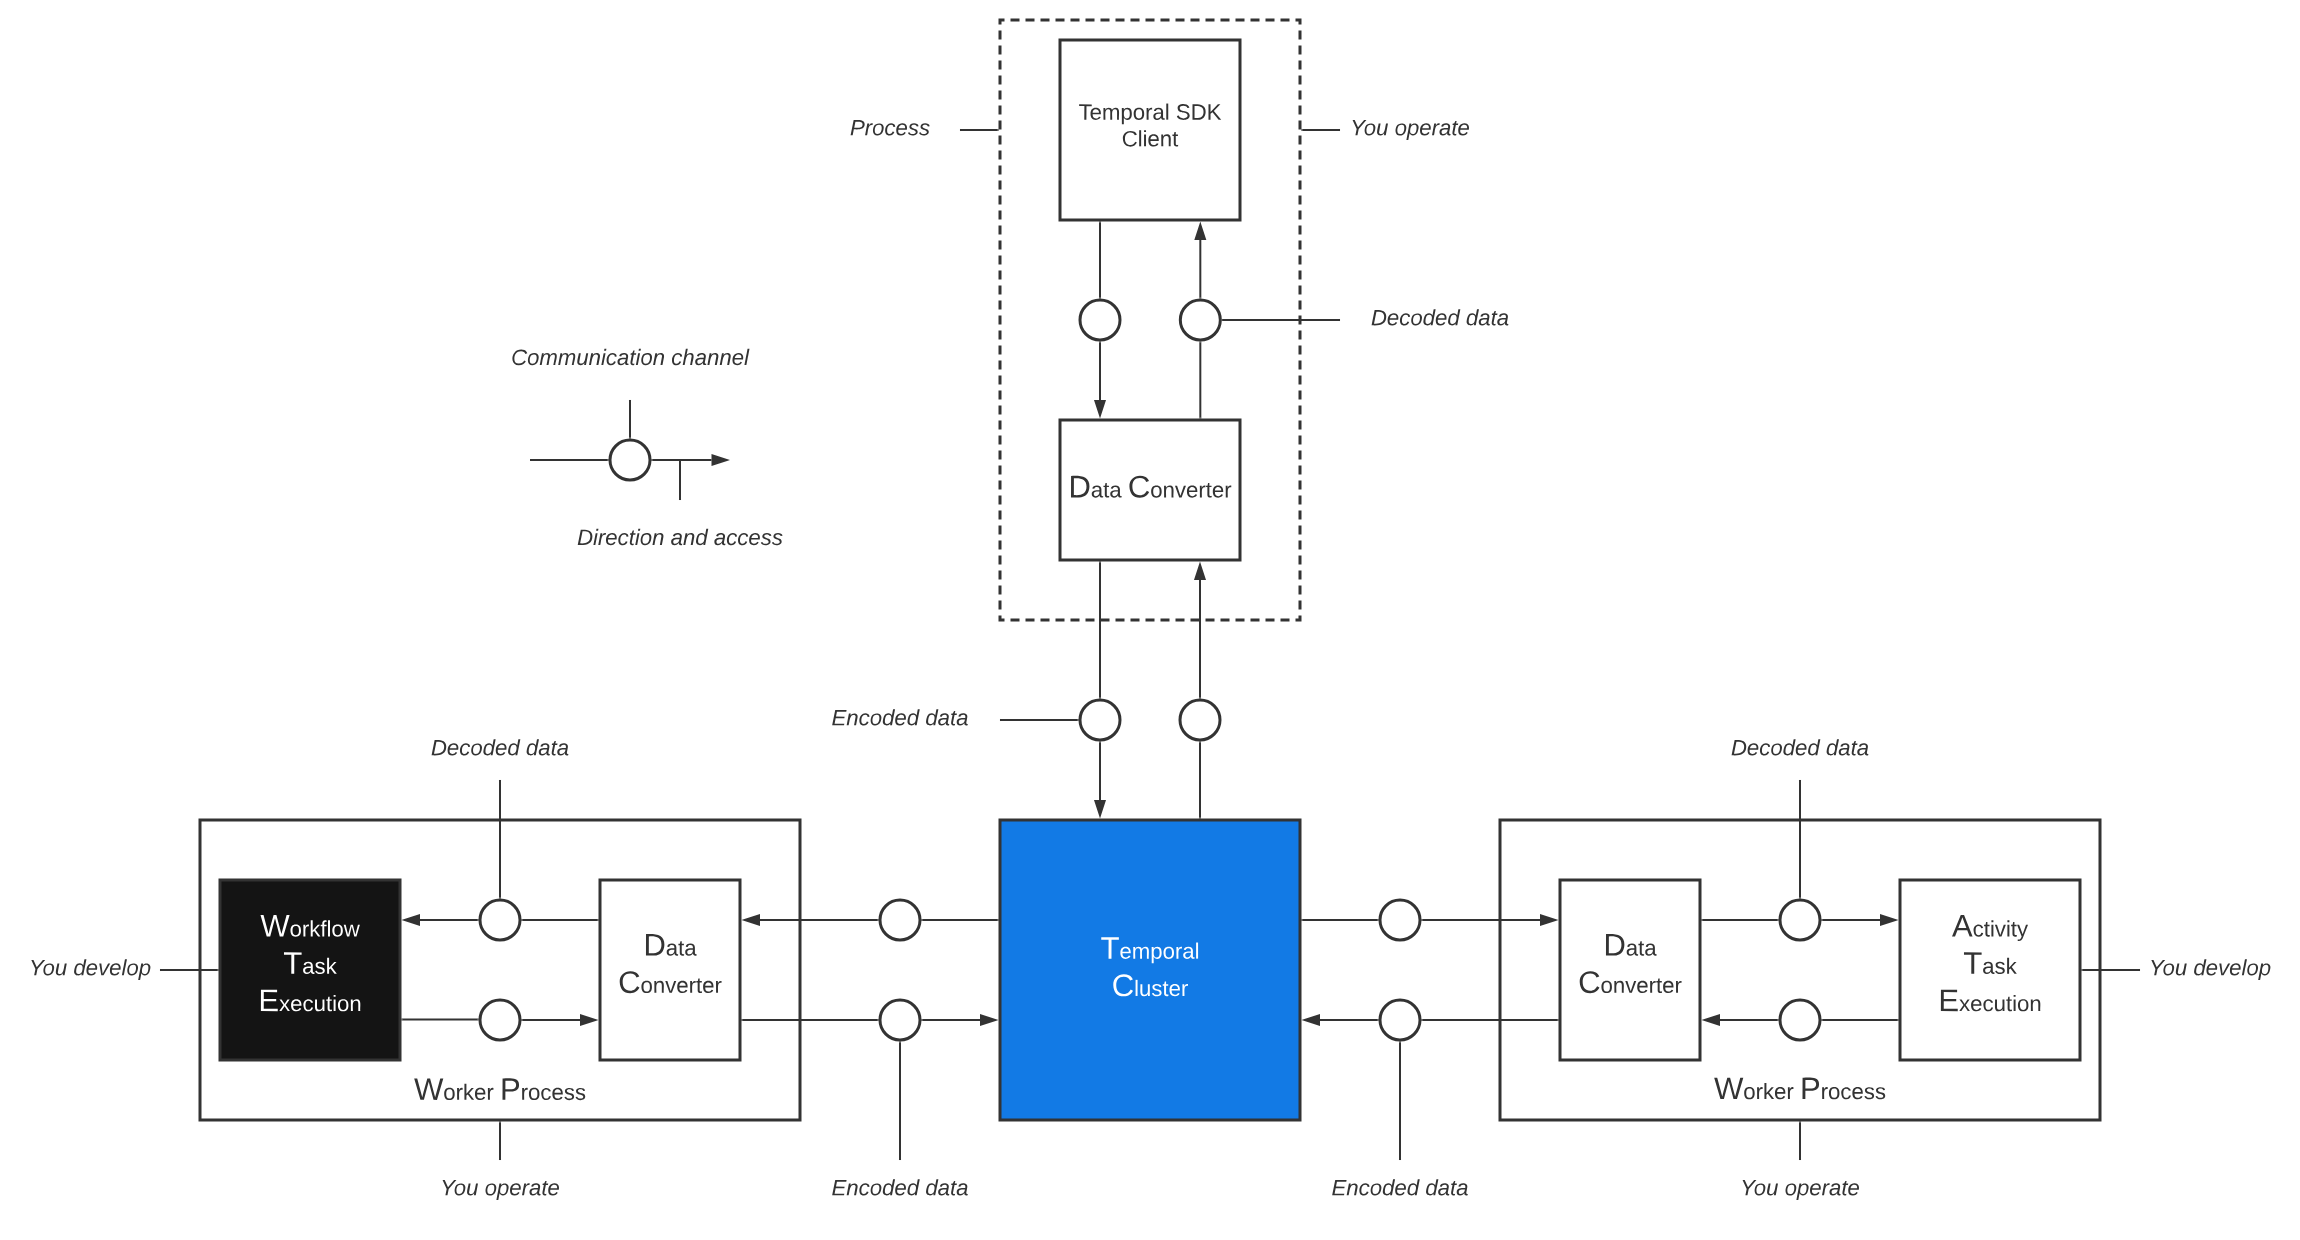 Temporal SDK
Client
Process
You operate
Decoded data
Communication channel
Direction and access
Data Converter
Encoded data
Decoded data
Decoded data
Workflow
Task
Execution
Data
Converter
Temporal
Cluster
Data
Converter
Activity
Task
Execution
You develop
You develop
Worker Process
Worker Process
You operate
Encoded data
Encoded data
You operate